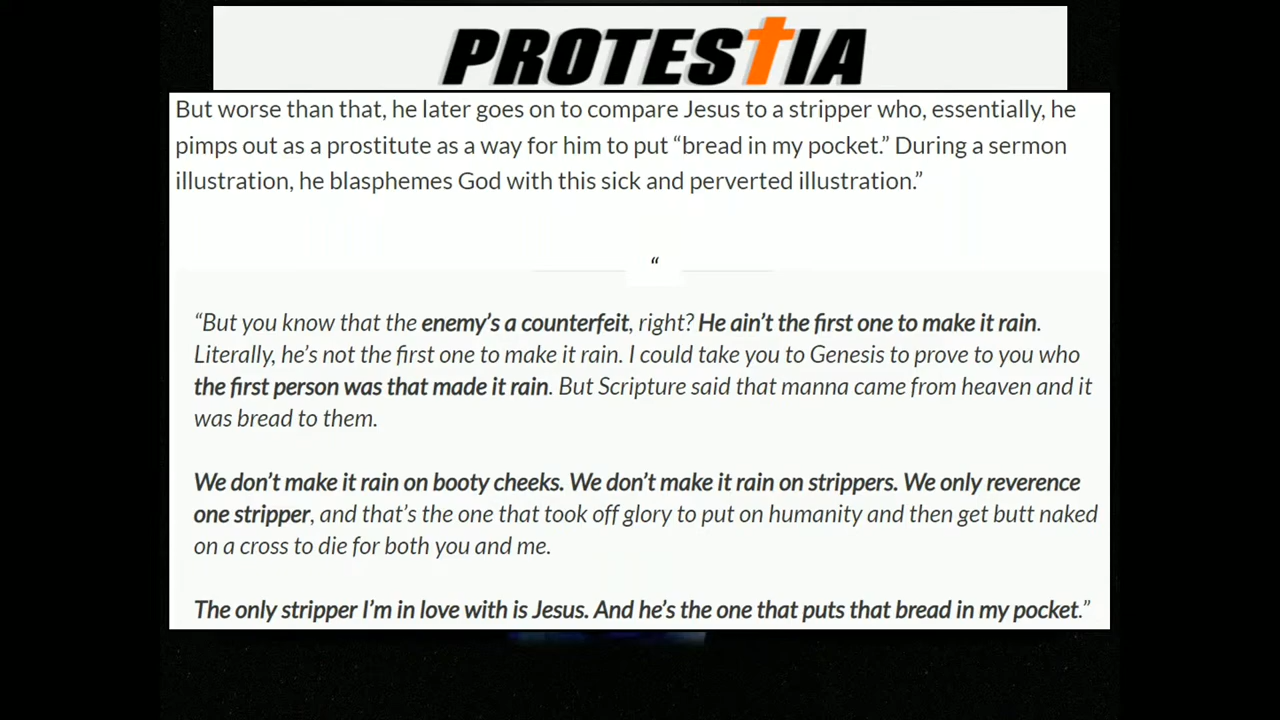 PROTESTIA
But worse than that, he later goes on to compare Jesus to a stripper who, essentially, he
pimps out as a prostitute as a way for him to put “bread in my pocket.” During a sermon
illustration, he blasphemes God with this sick and perverted illustration.”
“
“But you know that the enemy’s a counterfeit, right? He ain’t the first one to make it rain.
Literally, he’s not the first one to make it rain. I could take you to Genesis to prove to you who
the first person was that made it rain. But Scripture said that manna came from heaven and it
was bread to them.
We don’t make it rain on booty cheeks. We don’t make it rain on strippers. We only reverence
one stripper, and that’s the one that took off glory to put on humanity and then get butt naked
on a cross to die for both you and me.
The only stripper I’m in love with is Jesus. And he’s the one that puts that bread in my pocket.”